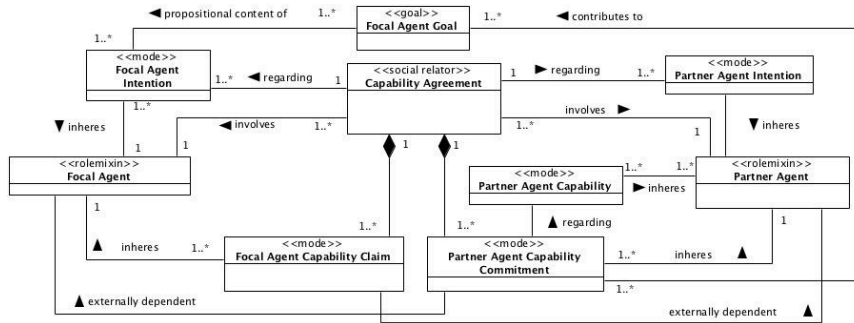 ◄ propositional content of 1..* <<goal>> 1..* ◄ contributes to
Focal Agent Goal
1..*
<<mode>>
Focal Agent
Intention
1..* ◄ regarding 1
<<social relator>>
Capability Agreement
1 ► regarding 1..*
<<mode>>
Partner Agent Intention
1..*
▼ inheres
◄ involves 1..*
involves ►
1..*
▼ inheres
1 1
1 1
1
<<rolemixin>>
Focal Agent
<<mode>>
Partner Agent Capability
1..* 1..*
► inheres
<<rolemixin>>
Partner Agent
1
1..* 1..*
▲ regarding
1
▲ inheres 1..*
<<mode>>
Focal Agent Capability Claim
<<mode>>
Partner Agent Capability
Commitment
1..* inheres ▲
1..*
▲ externally dependent
externally dependent ▲